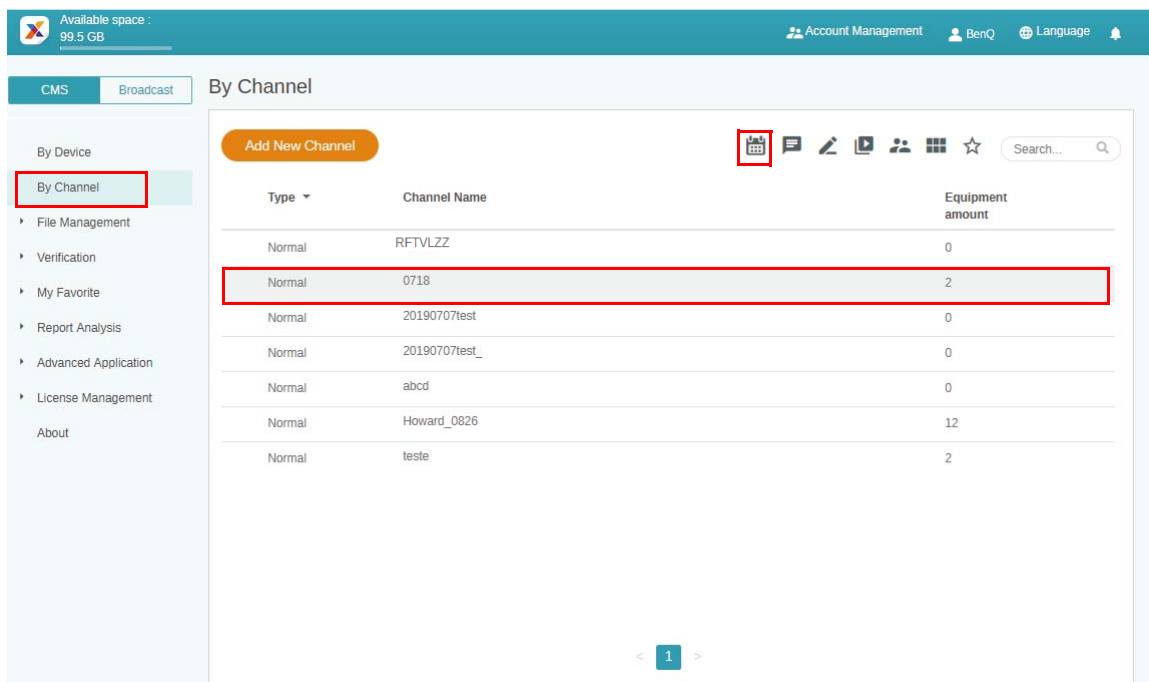 Available space :
99.5 GB
Account Management
BenQ
Language
CMS
Broadcast
By Channel
By Device
By Channel
File Management
Verification
My Favorite
Report Analysis
Advanced Application
License Management
About
Add New Channel
Search...
Type Channel Name Equipment
amount
Normal RFTVLZZ 0
Normal 0718 2
Normal 20190707test 0
Normal 20190707test_ 0
Normal abcd 0
Normal Howard_0826 12
Normal teste 2
< 1 >